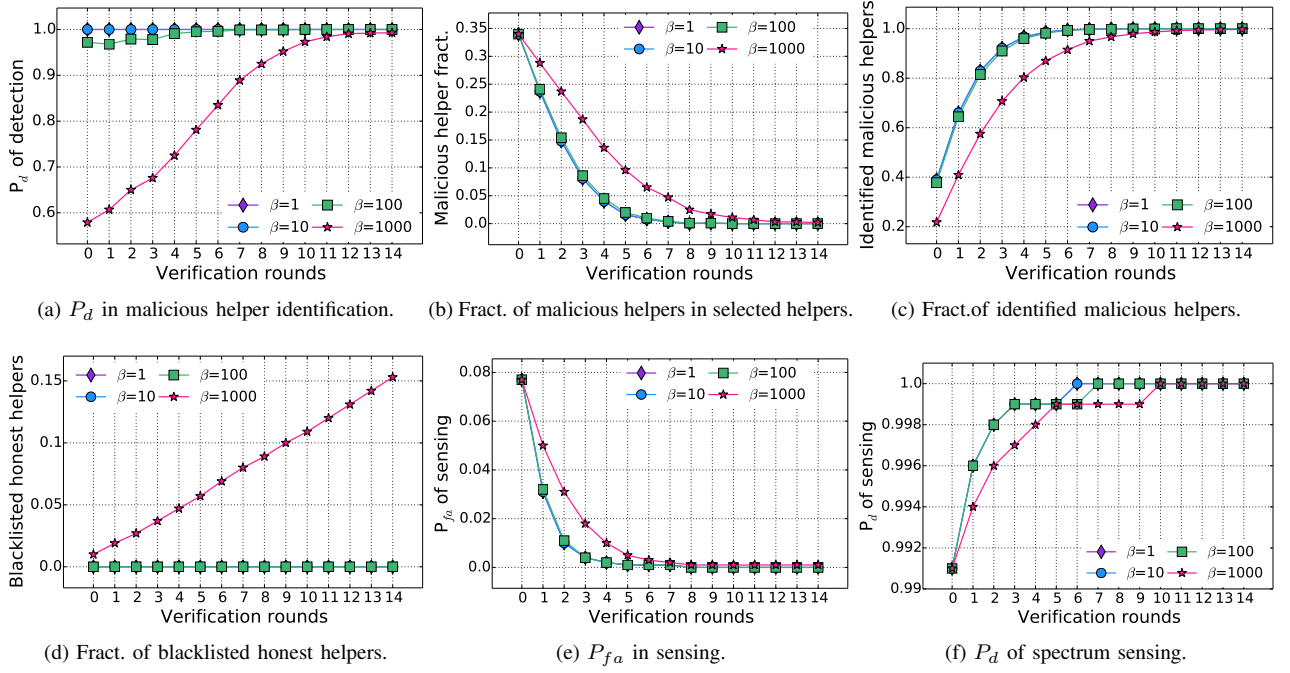 1.0
0.9
0.8
0.7
0.6
P_d of detection
β=1
β=100
β=10
β=1000
0 1 2 3 4 5 6 7 8 9 10 11 12 13 14
Verification rounds
(a) P_d in malicious helper identification.
0.35
0.30
0.25
0.20
0.15
0.10
0.05
0.0
Malicious helper fract.
β=1
β=100
β=10
β=1000
0 1 2 3 4 5 6 7 8 9 10 11 12 13 14
Verification rounds
(b) Fract. of malicious helpers in selected helpers.
1.0
0.8
0.6
0.4
0.2
Identified malicious helpers
β=1
β=100
β=10
β=1000
0 1 2 3 4 5 6 7 8 9 10 11 12 13 14
Verification rounds
(c) Fract.of identified malicious helpers.
0.15
0.1
0.05
0.0
Blacklisted honest helpers
β=1
β=100
β=10
β=1000
0 1 2 3 4 5 6 7 8 9 10 11 12 13 14
Verification rounds
(d) Fract. of blacklisted honest helpers.
0.08
0.06
0.04
0.02
0.0
P_fa of sensing
β=1
β=100
β=10
β=1000
0 1 2 3 4 5 6 7 8 9 10 11 12 13 14
Verification rounds
(e) P_fa in sensing.
1.0
0.998
0.996
0.994
0.992
0.99
P_d of sensing
β=1
β=100
β=10
β=1000
0 1 2 3 4 5 6 7 8 9 10 11 12 13 14
Verification rounds
(f) P_d of spectrum sensing.